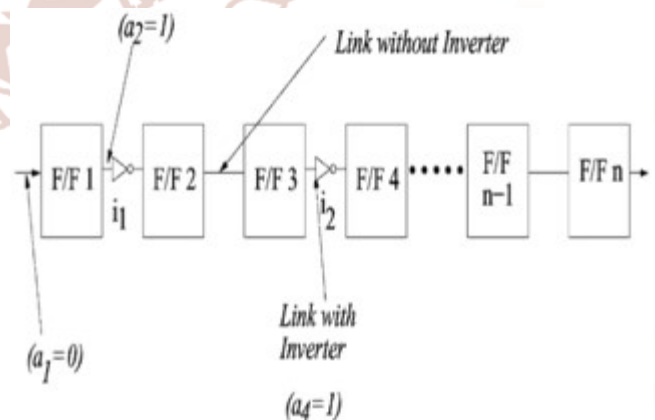 (a2=1)
Link without Inverter
F/F 1
F/F 2
F/F 3
F/F 4
F/F
n-1
F/F n
i1
i2
Link with
Inverter
(a1=0)
(a4=1)